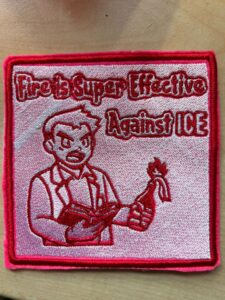 Fire is Super Effective
Against ICE